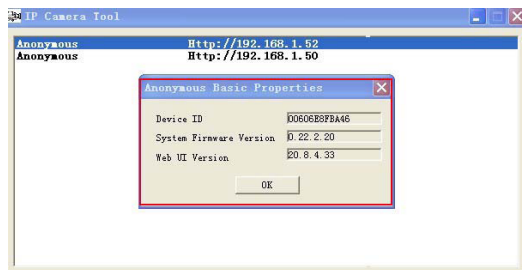 IP Camera Tool
Anonymous Http://192.168.1.52
Anonymous Http://192.168.1.50
Anonymous Basic Properties
Device ID 00606E8FBA46
System Firmware Version 0.22.2.20
Web UI Version 20.8.4.33
OK